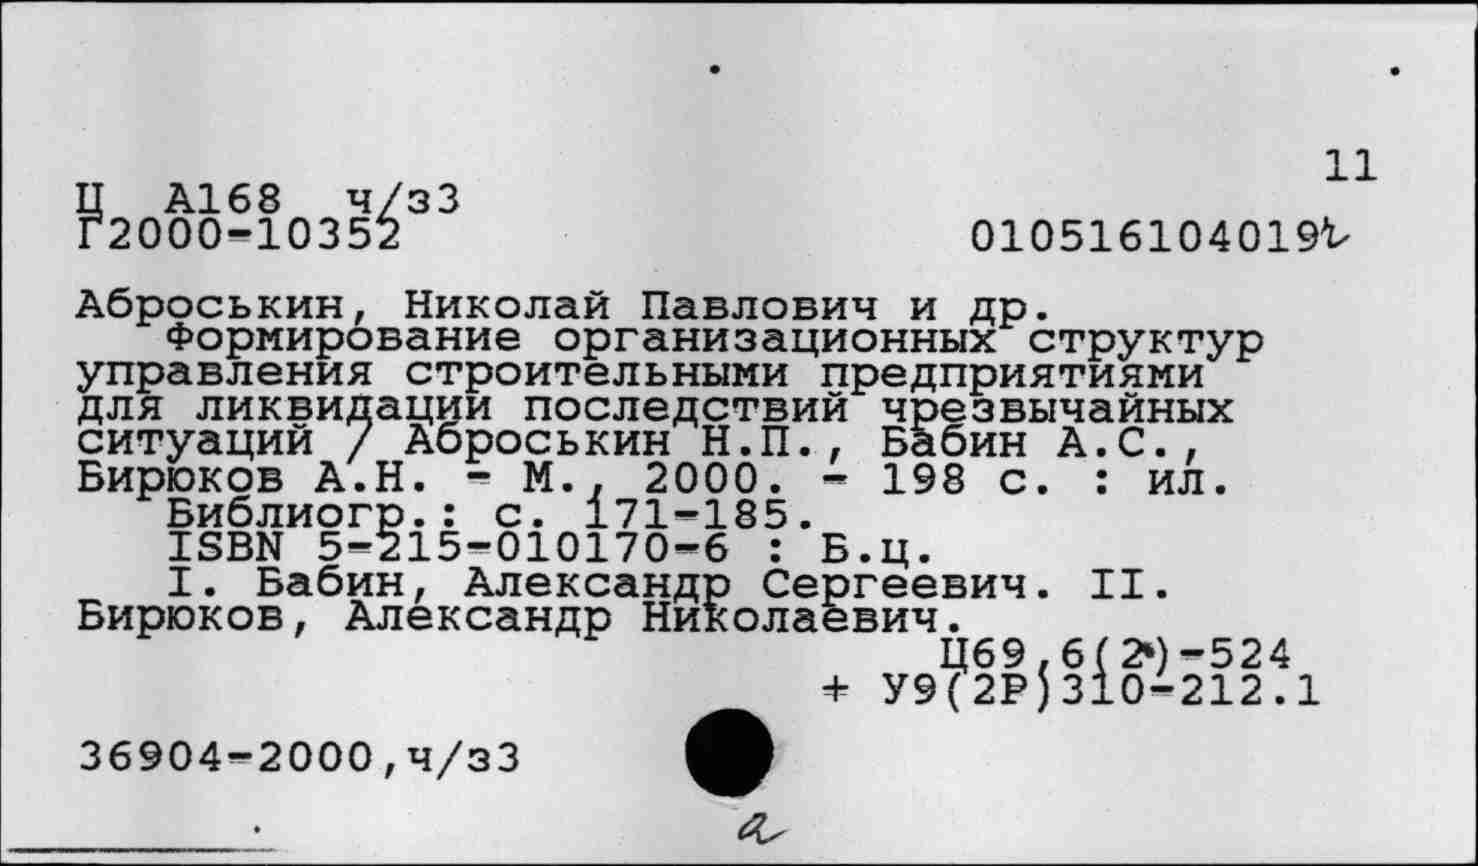 11
Ц А168 ч/з3
Г2000-10352 010516104019
Аброськин, Николай Павлович и др.
Формирование организационных структур
управления строительными предприятиями
для ликвидации последствий чрезвычайных
ситуаций / Аброськин Н.П., Бабин А.С.,
Бирюков А.Н. - М., 2000. - 198 с. : ил.
Библиогр.: с. 171-185.
ISBN 5-215-010170-6 : Б.ц.
I. Бабин, Александр Сергеевич. II.
Бирюков, Александр Николаевич.
Ц69,6(2)-524
+ У9(2Р)310-212.1
36904-2000,ч/з3
а